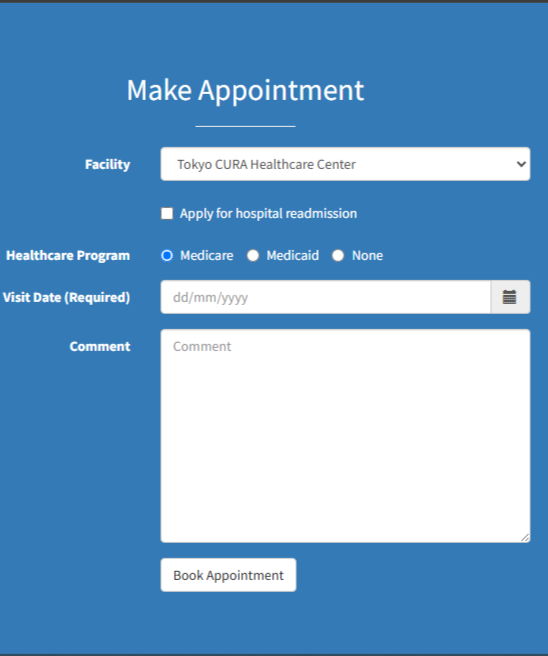 Make Appointment
Facility Tokyo CURA Healthcare Center
Apply for hospital readmission
Healthcare Program Medicare Medicaid None
Visit Date (Required) dd/mm/yyyy
Comment Comment
Book Appointment